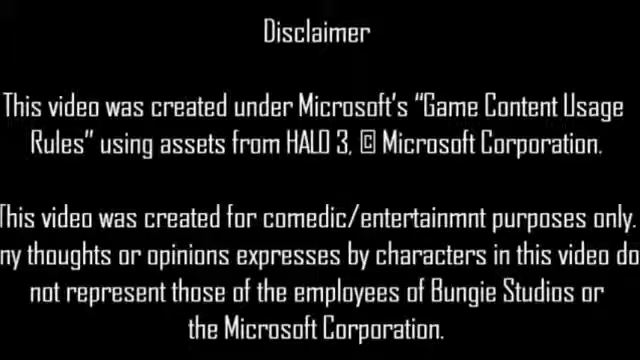 Disclaimer
This video was created under Microsoft's "Game Content Usage
Rules" using assets from HALO 3, © Microsoft Corporation.
This video was created for comedic/entertainmnt purposes only.
ny thoughts or opinions expresses by characters in this video do
not represent those of the employees of Bungie Studios or
the Microsoft Corporation.